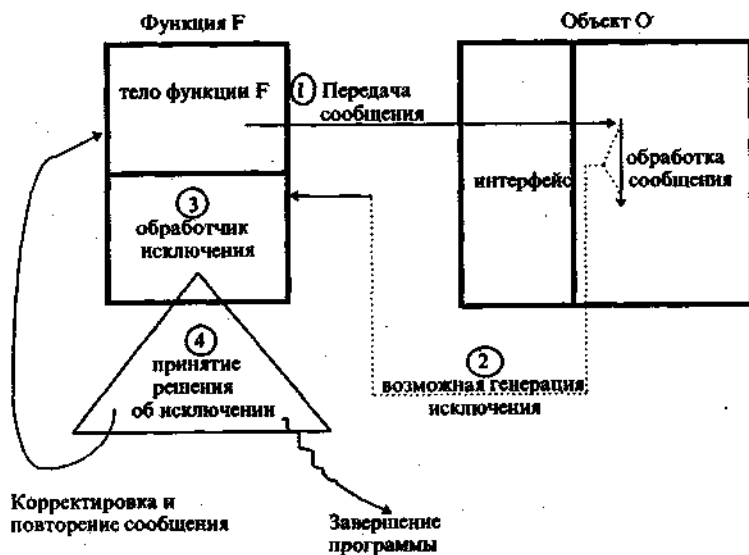 Функция F
Объект O
тело функции F
1 Передача
сообщения
интерфейс
обработка
сообщения
3
обработчик
исключения
4
принятие
решения
об исключении
2
возможная генерация
исключения
Корректировка и
повторение сообщения
Завершение
программы